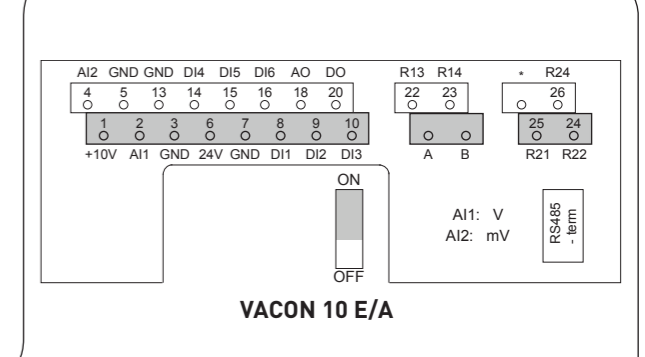 AI2 GND GND DI4 DI5 DI6 AO DO R13 R14 * R24
4 5 13 14 15 16 18 20 22 23 26
1 2 3 6 7 8 9 10 25 24
+10V AI1 GND 24V GND DI1 DI2 DI3 A B R21 R22
ON
AI1: V
AI2: mV
RS485
- term
OFF
VACON 10 E/A